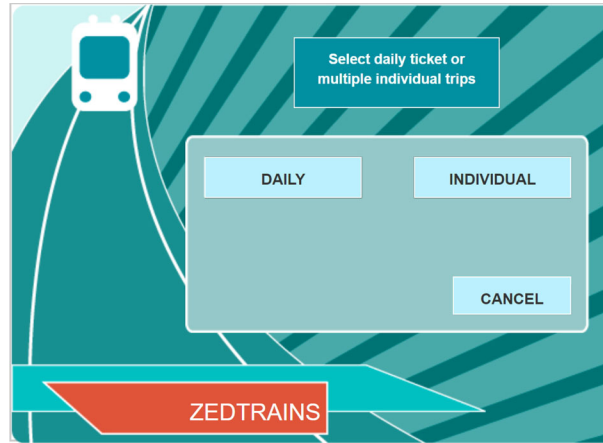 Select daily ticket or
multiple individual trips
DAILY
INDIVIDUAL
CANCEL
ZEDTRAINS